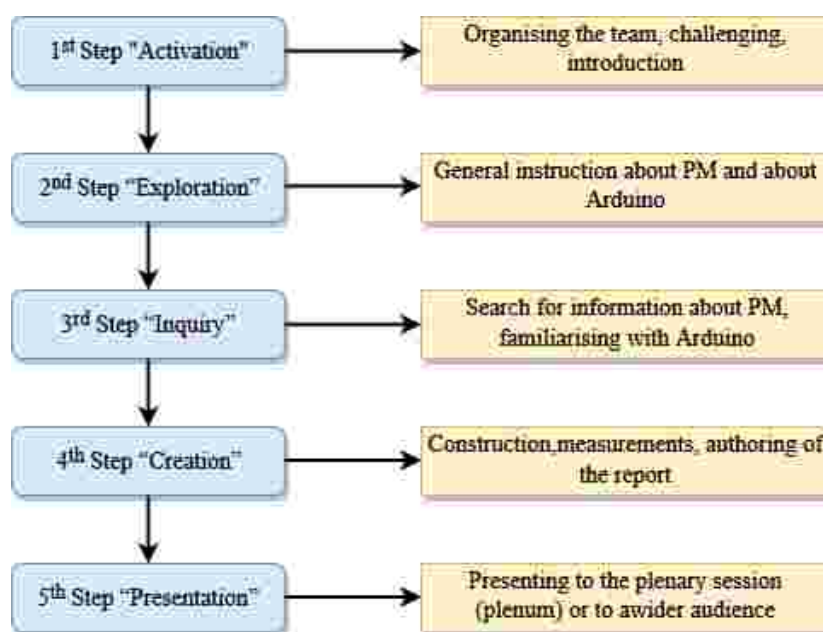 1st Step "Activation"
Organising the team, challenging,
introduction
2nd Step "Exploration"
General instruction about PM and about
Arduino
3rd Step "Inquiry"
Search for information about PM,
familiarising with Arduino
4th Step "Creation"
Construction,measurements, authoring of
the report
5th Step "Presentation"
Presenting to the plenary session
(plenum) or to awider audience